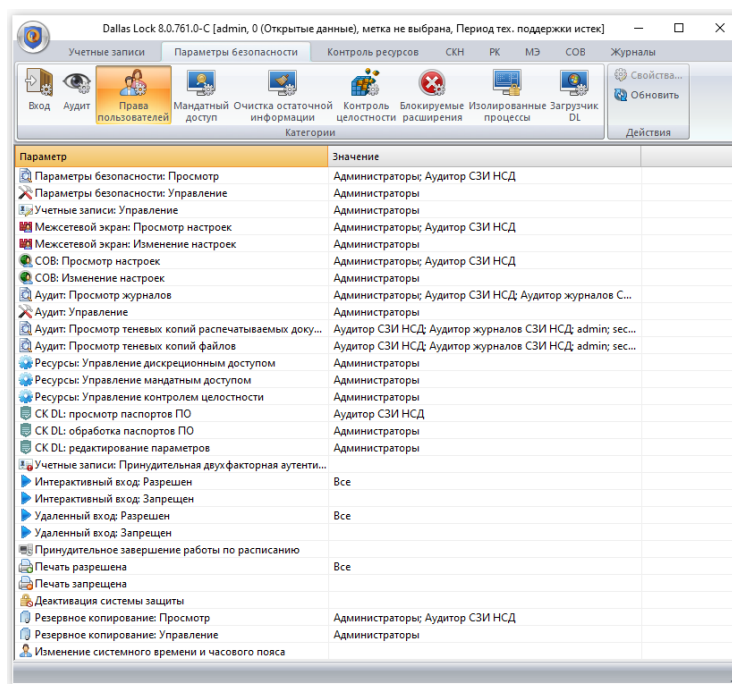 Dallas Lock 8.0.761.0-C [admin, 0 (Открытые данные), метка не выбрана, Период тех. поддержки истек]
Учетные записи Параметры безопасности Контроль ресурсов СКН РК МЭ СОВ Журналы
Вход Аудит Права пользователей Мандатный доступ Очистка остаточной информации Контроль целостности Блокируемые расширения Изолированные процессы Загрузчик DL
Свойства...
Обновить
Категории Действия
Параметр Значение
Параметры безопасности: Просмотр Администраторы; Аудитор СЗИ НСД
Параметры безопасности: Управление Администраторы
Учетные записи: Управление Администраторы
Межсетевой экран: Просмотр настроек Администраторы; Аудитор СЗИ НСД
Межсетевой экран: Изменение настроек Администраторы
СОВ: Просмотр настроек Администраторы; Аудитор СЗИ НСД
СОВ: Изменение настроек Администраторы
Аудит: Просмотр журналов Администраторы; Аудитор СЗИ НСД; Аудитор журналов С...
Аудит: Управление Администраторы
Аудит: Просмотр теневых копий распечатываемых доку... Аудитор СЗИ НСД; Аудитор журналов СЗИ НСД; admin; sec...
Аудит: Просмотр теневых копий файлов Аудитор СЗИ НСД; Аудитор журналов СЗИ НСД; admin; sec...
Ресурсы: Управление дискреционным доступом Администраторы
Ресурсы: Управление мандатным доступом Администраторы
Ресурсы: Управление контролем целостности Администраторы
СК DL: просмотр паспортов ПО Аудитор СЗИ НСД
СК DL: обработка паспортов ПО Администраторы
СК DL: редактирование параметров Администраторы
Учетные записи: Принудительная двухфакторная аутенти...
Интерактивный вход: Разрешен Все
Интерактивный вход: Запрещен
Удаленный вход: Разрешен Все
Удаленный вход: Запрещен
Принудительное завершение работы по расписанию
Печать разрешена Все
Печать запрещена
Деактивация системы защиты
Резервное копирование: Просмотр Администраторы; Аудитор СЗИ НСД
Резервное копирование: Управление Администраторы
Изменение системного времени и часового пояса